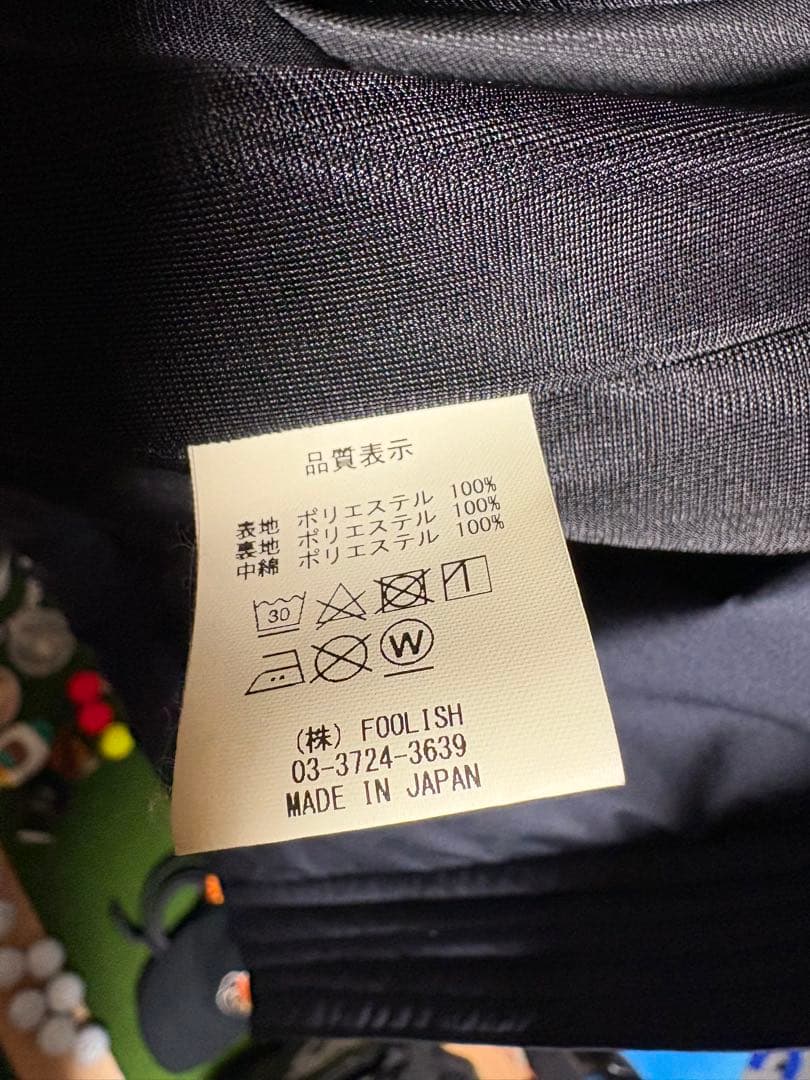 品質表示
表地 ポリエステル 100%
裏地 ポリエステル 100%
中綿 ポリエステル 100%
30
W
(株) FOOLISH
03-3724-3639
MADE IN JAPAN